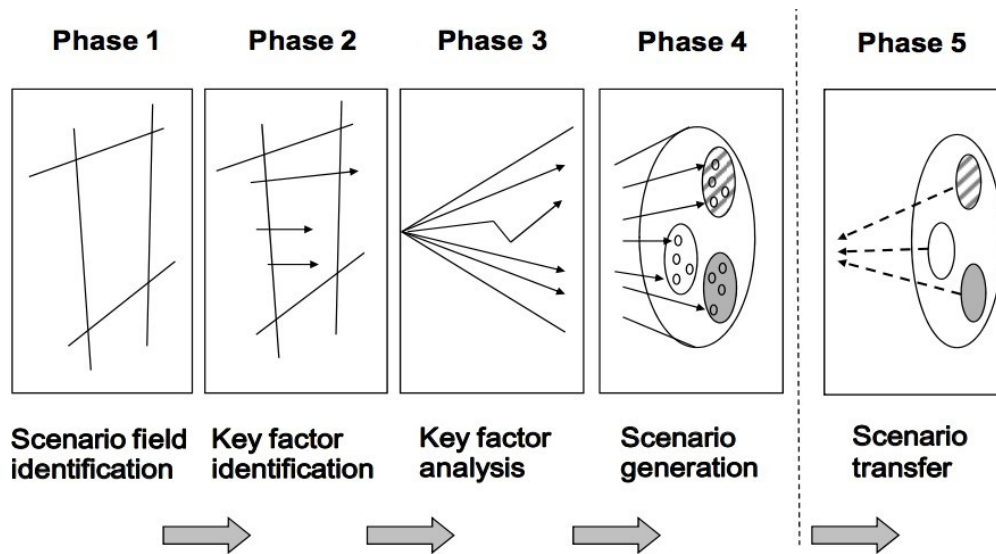 Phase 1
Phase 2
Phase 3
Phase 4
Phase 5
Scenario field
identification
Key factor
identification
Key factor
analysis
Scenario
generation
Scenario
transfer